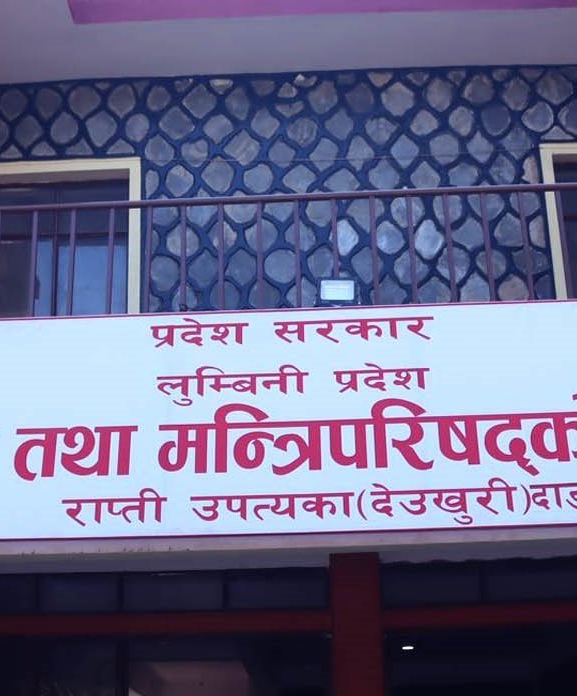 प्रदेश सरकार
लुम्बिनी प्रदेश
तथा मन्त्रिपरिषद्को
राप्ती उपत्यका(देउखुरी)दाङ